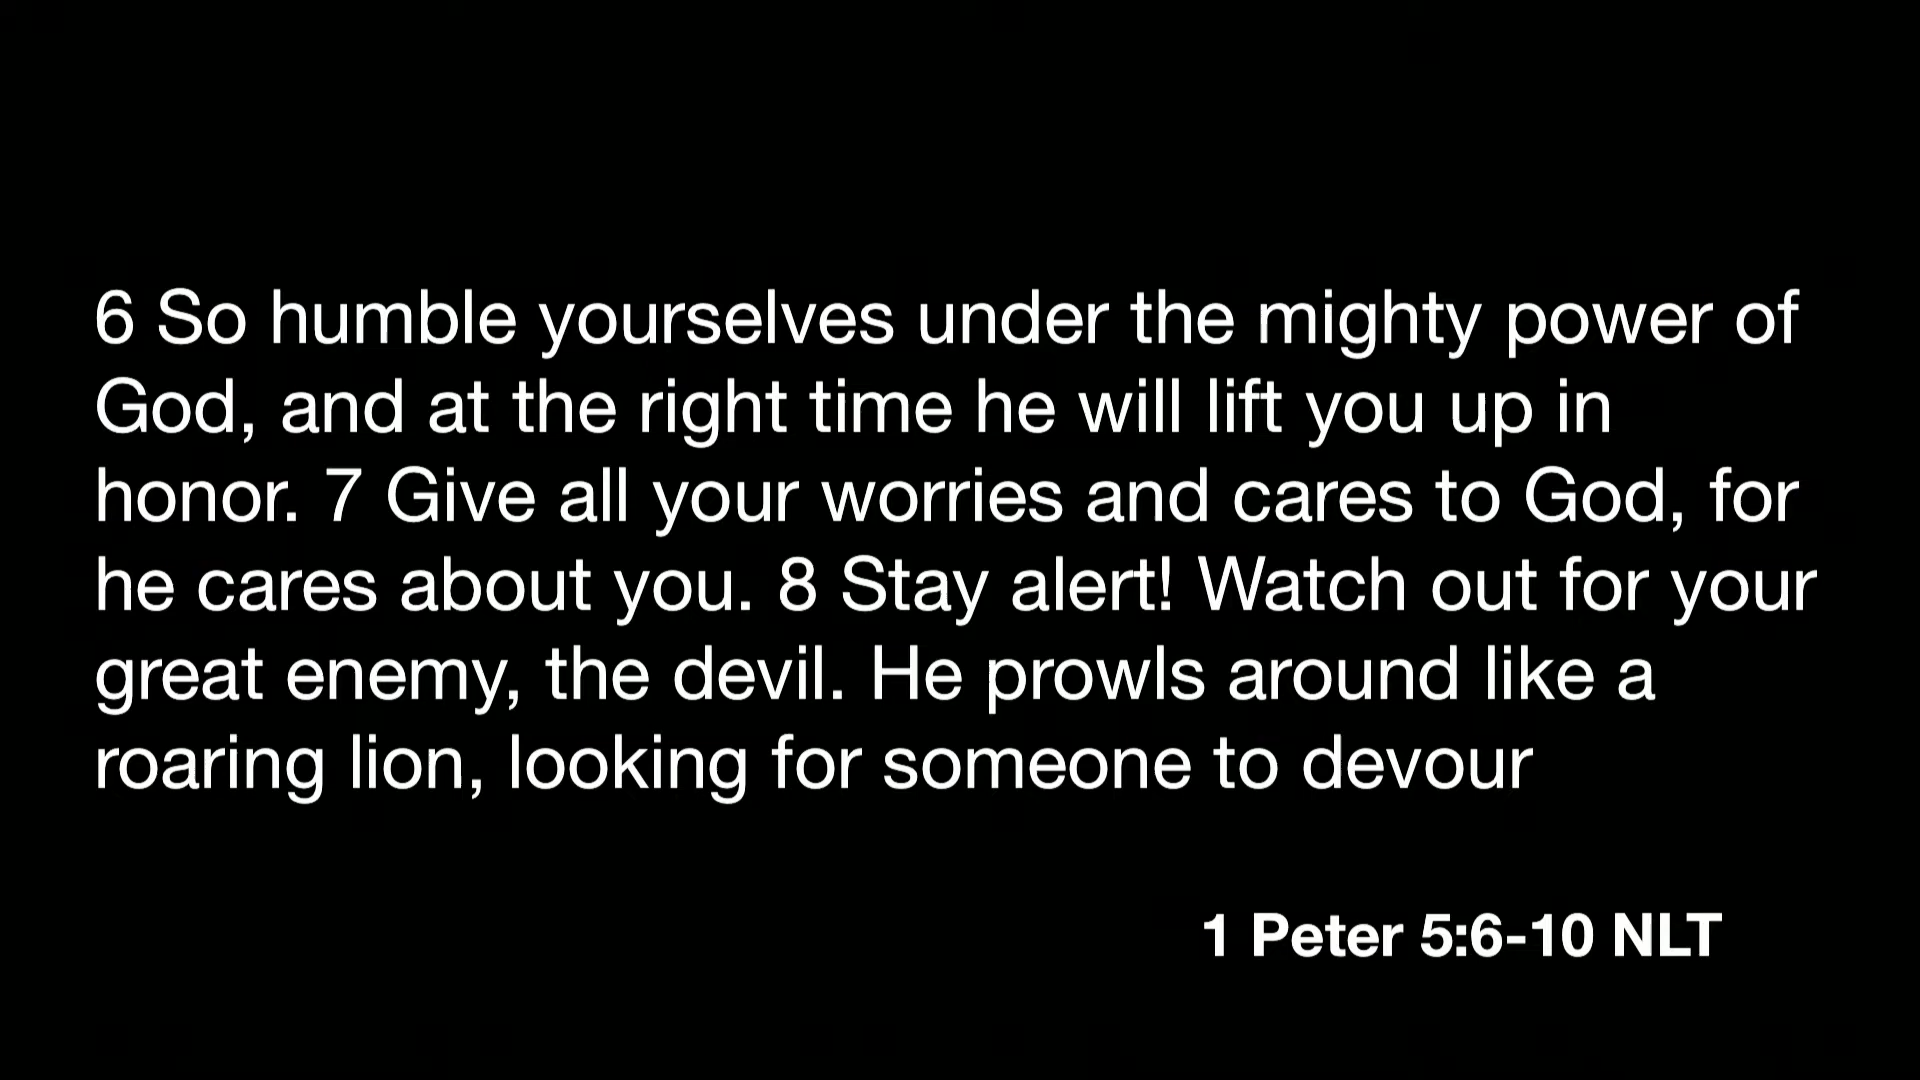 6 So humble yourselves under the mighty power of
God, and at the right time he will lift you up in
honor. 7 Give all your worries and cares to God, for
he cares about you. 8 Stay alert! Watch out for your
great enemy, the devil. He prowls around like a
roaring lion, looking for someone to devour
1 Peter 5:6-10 NLT